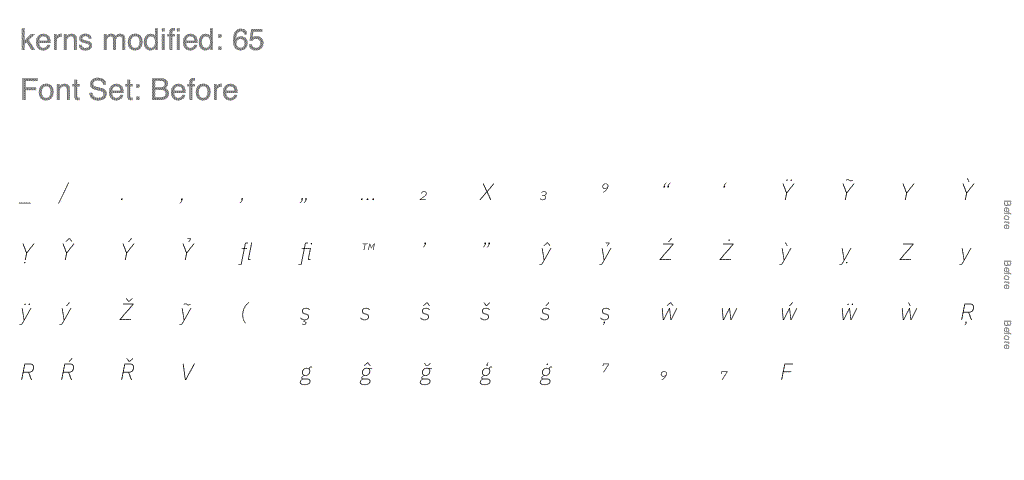 kerns modified: 65
Font Set: Before
_ / . , , „ … ₂ X ₃ ⁹ “ ‘ Ÿ Ỹ Y Ỳ
Ỵ Ŷ Ý Ỷ ﬂ ﬁ ™ ’ ” ŷ ỷ Ź Ż ỳ ỵ Z y
ÿ ý Ž ỹ ( ş s ŝ š ś ș ŵ w ẃ ẅ ẁ Ŗ
R Ŕ Ř V g ĝ ğ ģ ġ ⁷ ₉ ₇ F
Before
Before
Before